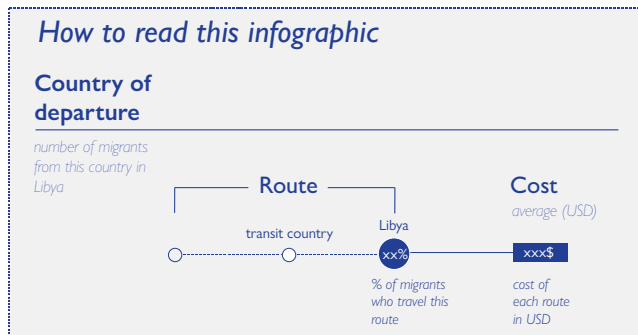 How to read this infographic
Country of
departure
number of migrants
from this country in
Libya
Route
Cost
average (USD)
transit country
Libya
xx%
xxx$
% of migrants
who travel this
route
cost of
each route
in USD